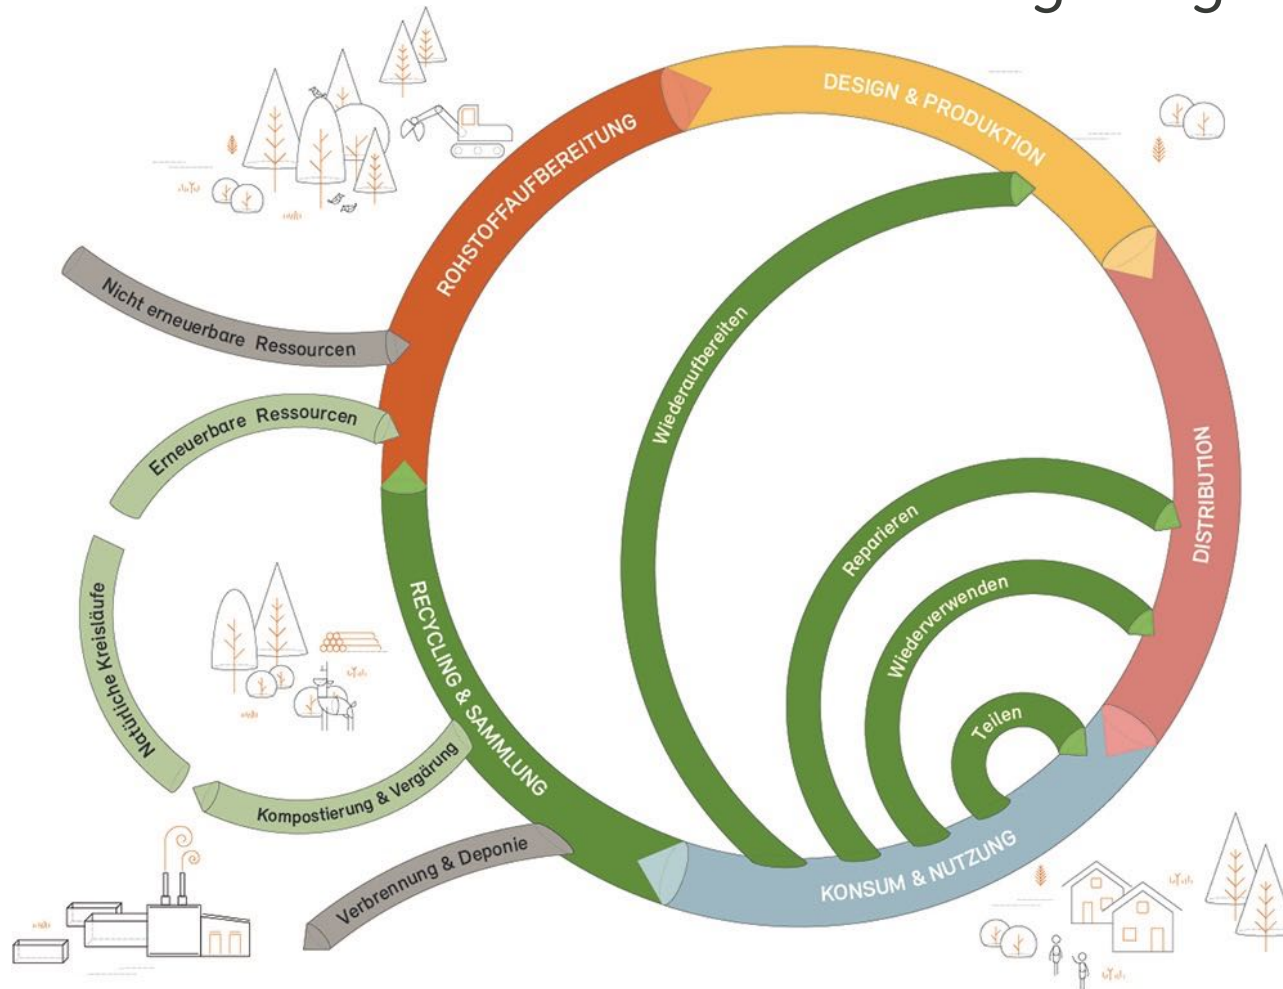 DESIGN & PRODUKTION
ROHSTOFFAUFBEREITUNG
Nicht erneuerbare Ressourcen
Wiederaufbereiten
Erneuerbare Ressourcen
DISTRIBUTION
Reparieren
Wiederverwenden
Natürliche Kreisläufe
RECYCLING & SAMMLUNG
Teilen
Kompostierung & Vergärung
Verbrennung & Deponie
KONSUM & NUTZUNG